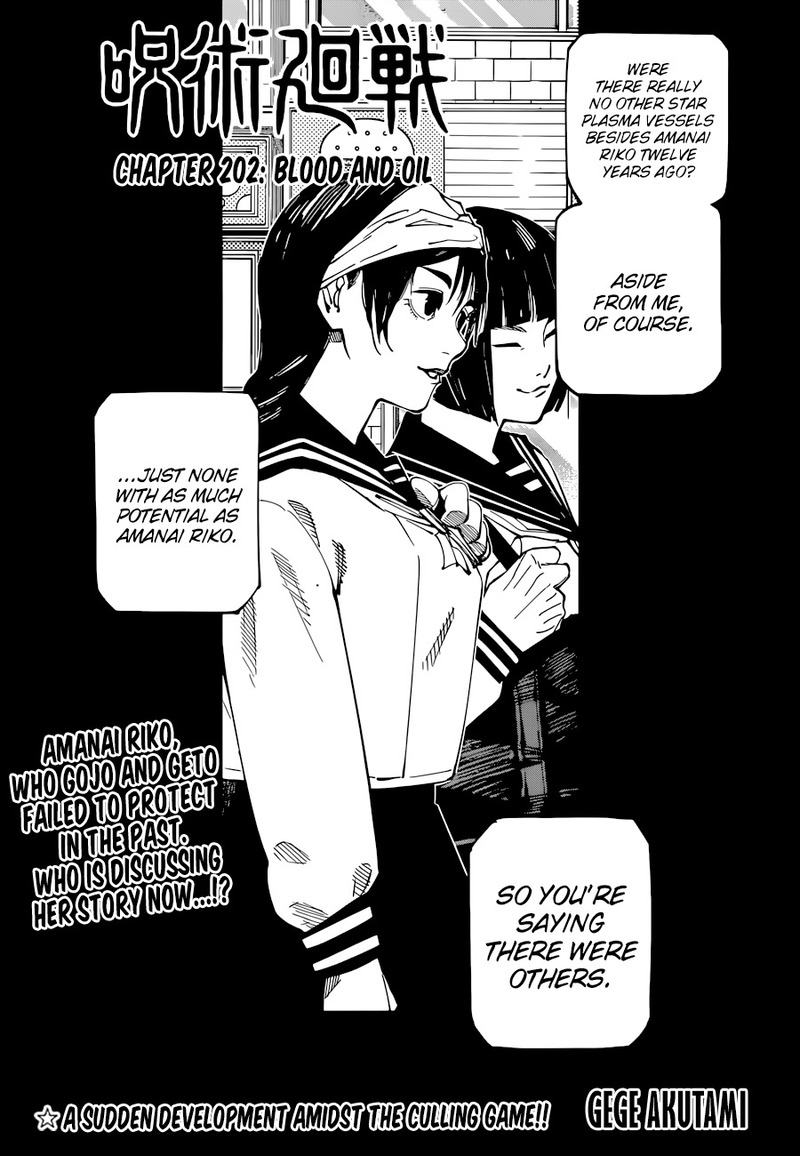 呪術廻戦
CHAPTER 202: BLOOD AND OIL
WERE
THERE REALLY
NO OTHER STAR
PLASMA VESSELS
BESIDES AMANAI
RIKO TWELVE
YEARS AGO?
ASIDE
FROM ME,
OF COURSE.
...JUST NONE
WITH AS MUCH
POTENTIAL AS
AMANAI RIKO.
AMANAI RIKO,
WHO GOJO AND GETO
FAILED TO PROTECT
IN THE PAST.
WHO IS DISCUSSING
HER STORY NOW...!?
SO YOU'RE
SAYING
THERE WERE
OTHERS.
☆ A SUDDEN DEVELOPMENT AMIDST THE CULLING GAME!!
GEGE AKUTAMI